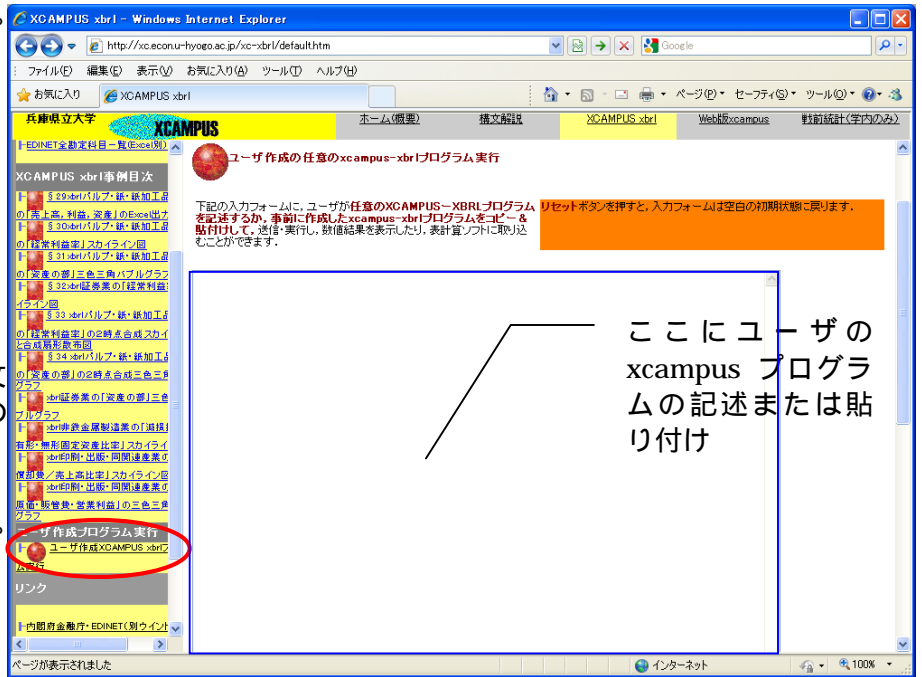 XCAMPUS xbrl - Windows Internet Explorer
http://xc.econ.u-hyogo.ac.jp/xc-xbrl/default.htm
Google
ファイル(F) 編集(E) 表示(V) お気に入り(A) ツール(T) ヘルプ(H)
お気に入り
XCAMPUS xbrl
ページ(P) セーフティ(S) ツール(O)
兵庫県立大学
XCAMPUS
ホーム(概要)
構文解説
XCAMPUS xbrl
Web版xcampus
戦前統計(学内のみ)
EDINET全勘定科目一覧(Excel別)
XCAMPUS xbrl事例目次
§29xbrlパルプ・紙・紙加工品
の「売上高,利益,資産」のExcel出力
§30xbrlパルプ・紙・紙加工品
の「経常利益率」スカイライン図
§31xbrlパルプ・紙・紙加工品
の「資産の部」三色三角バブルグラフ
§32xbrl証券業の「経常利益
イライン図
§33 xbrlパルプ・紙・紙加工品
の「経常利益率」の2時点合成スカイ
と合成扇形散布図
§34 xbrlパルプ・紙・紙加工品
の「資産の部」の2時点合成三色三角
グラフ
xbrl証券業の「資産の部」三色
ブルグラフ
xbrl非鉄金属製造業の「減損
有形・無形固定資産比率」スカイライ
xbrl印刷・出版・同関連産業の
償却費/売上高比率」スカイライン図
xbrl印刷・出版・同関連産業の
原価・販管費・営業利益」の三色三角
グラフ
ユーザ作成プログラム実行
ユーザ作成XCAMPUS xbrlプ
ム実行
リンク
内閣府金融庁・EDINET(別ウイント
ユーザ作成の任意のxcampus-xbrlプログラム実行
下記の入力フォームに、ユーザが任意のXCAMPUS-XBRLプログラム
を記述するか,事前に作成したxcampus-xbrlプログラムをコピー&
貼付けして,送信・実行し,数値結果を表示したり,表計算ソフトに取り込
むことができます.
リセットボタンを押すと,入力フォームは空白の初期状態に戻ります.
ここにユーザの
xcampus プログラ
ムの記述または貼
り付け
ページが表示されました
インターネット
100%